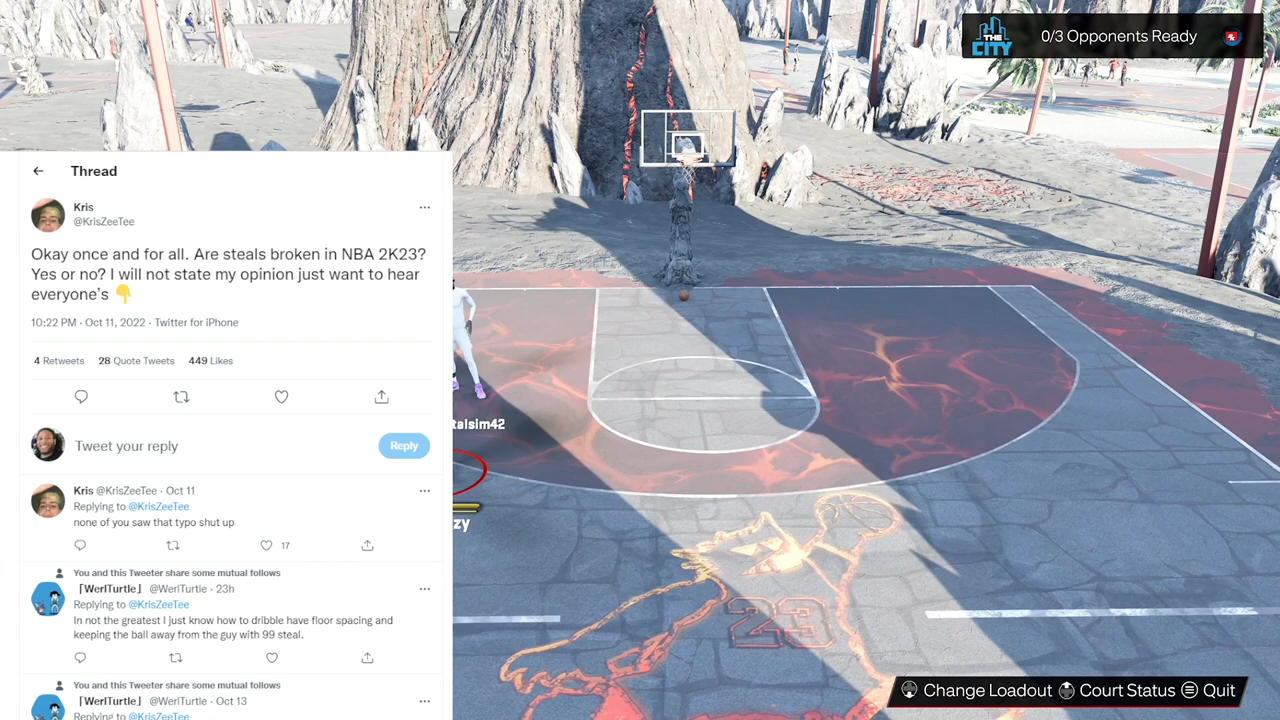 THE CITY
0/3 Opponents Ready
Thread
Kris
@KrisZeeTee
Okay once and for all. Are steals broken in NBA 2K23?
Yes or no? I will not state my opinion just want to hear
everyone's 👇
10:22 PM · Oct 11, 2022 · Twitter for iPhone
4 Retweets 28 Quote Tweets 449 Likes
Tweet your reply
Reply
Kris @KrisZeeTee · Oct 11
Replying to @KrisZeeTee
none of you saw that typo shut up
17
You and this Tweeter share some mutual follows
「WerlTurtle」 @WerlTurtle · 23h
Replying to @KrisZeeTee
In not the greatest I just know how to dribble have floor spacing and
keeping the ball away from the guy with 99 steal.
You and this Tweeter share some mutual follows
「WerlTurtle」 @WerlTurtle · Oct 13
Replying to @KrisZeeTee
talsim42
zy
23
Change Loadout Court Status Quit